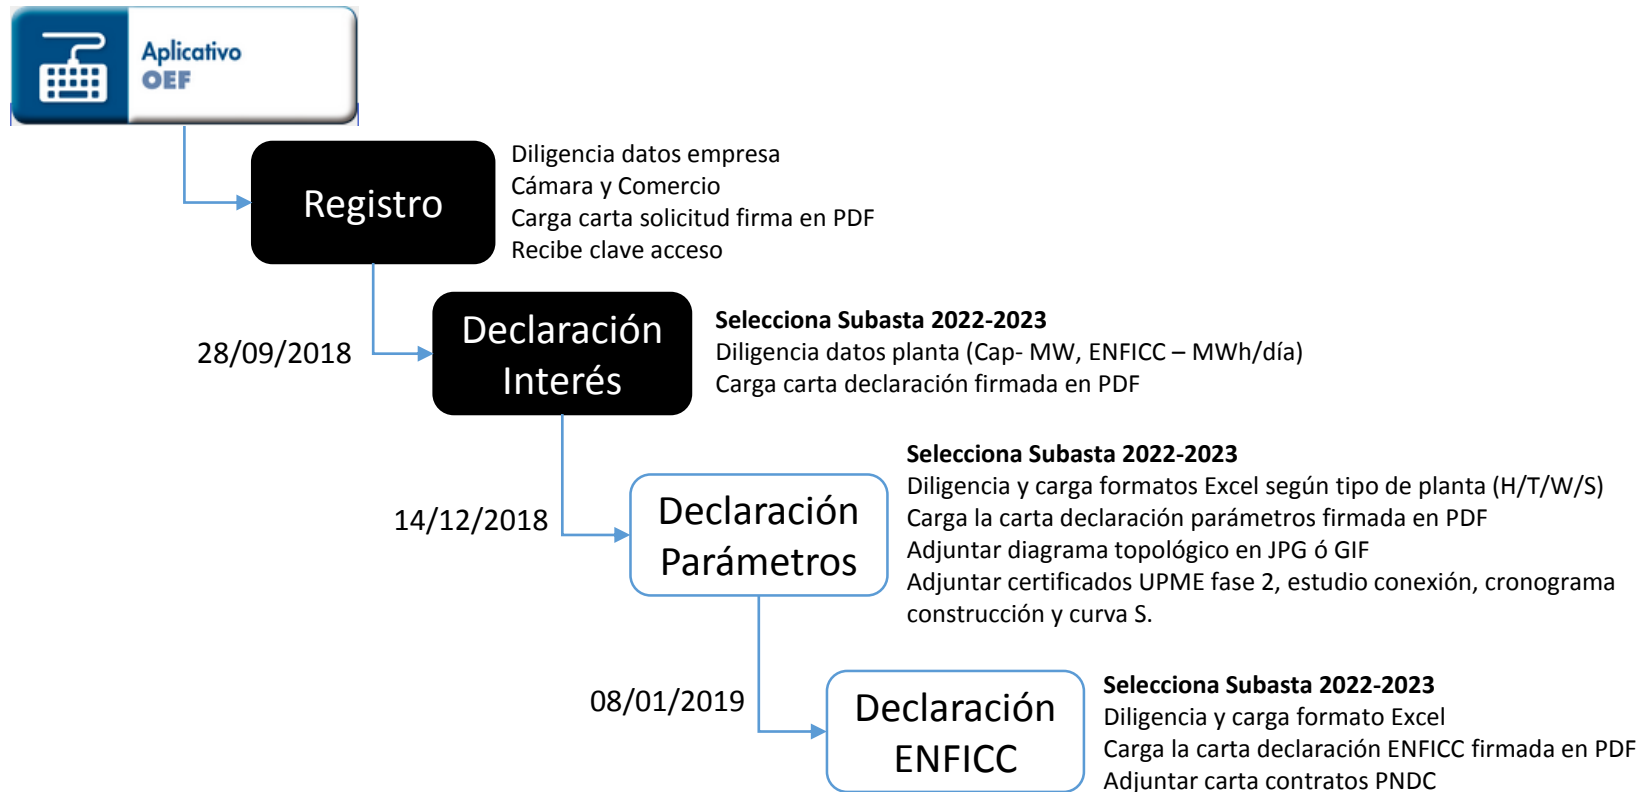 Aplicativo
OEF
Registro
Diligencia datos empresa
Cámara y Comercio
Carga carta solicitud firma en PDF
Recibe clave acceso
28/09/2018
Declaración
Interés
Selecciona Subasta 2022-2023
Diligencia datos planta (Cap- MW, ENFICC – MWh/día)
Carga carta declaración firmada en PDF
14/12/2018
Declaración
Parámetros
Selecciona Subasta 2022-2023
Diligencia y carga formatos Excel según tipo de planta (H/T/W/S)
Carga la carta declaración parámetros firmada en PDF
Adjuntar diagrama topológico en JPG ó GIF
Adjuntar certificados UPME fase 2, estudio conexión, cronograma
construcción y curva S.
08/01/2019
Declaración
ENFICC
Selecciona Subasta 2022-2023
Diligencia y carga formato Excel
Carga la carta declaración ENFICC firmada en PDF
Adjuntar carta contratos PNDC